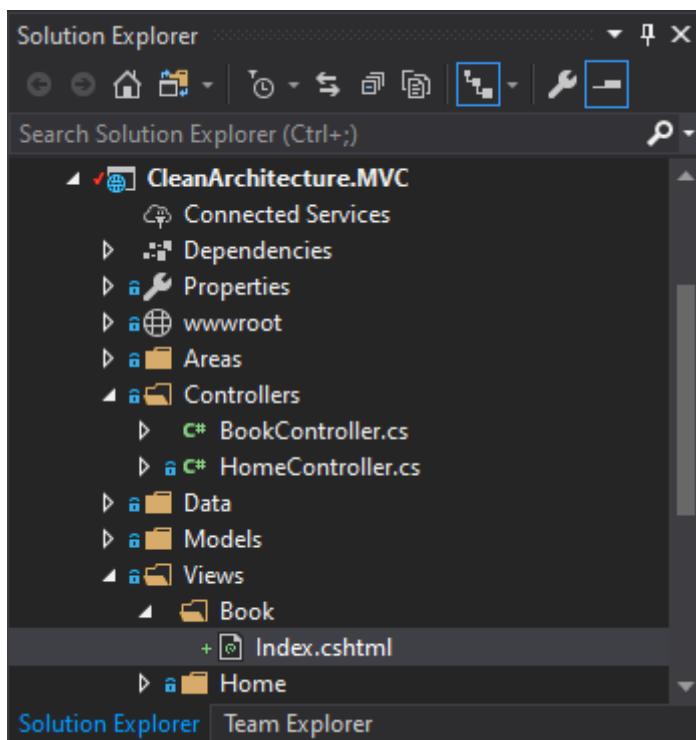 Solution Explorer
Search Solution Explorer (Ctrl+;)
CleanArchitecture.MVC
Connected Services
Dependencies
Properties
wwwroot
Areas
Controllers
C# BookController.cs
C# HomeController.cs
Data
Models
Views
Book
+ Index.cshtml
Home
Solution Explorer Team Explorer